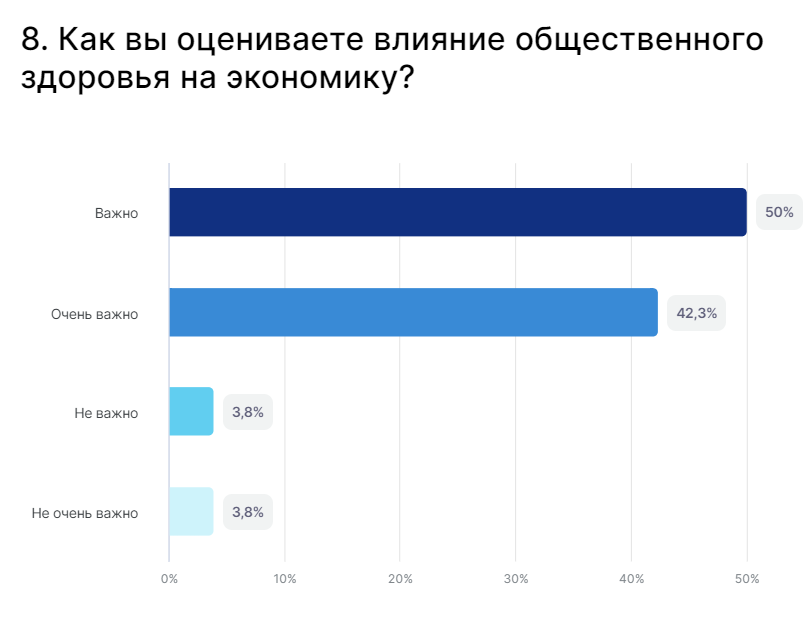 8. Как вы оцениваете влияние общественного
здоровья на экономику?
Важно
50%
Очень важно
42,3%
Не важно
3,8%
Не очень важно
3,8%
0%
10%
20%
30%
40%
50%